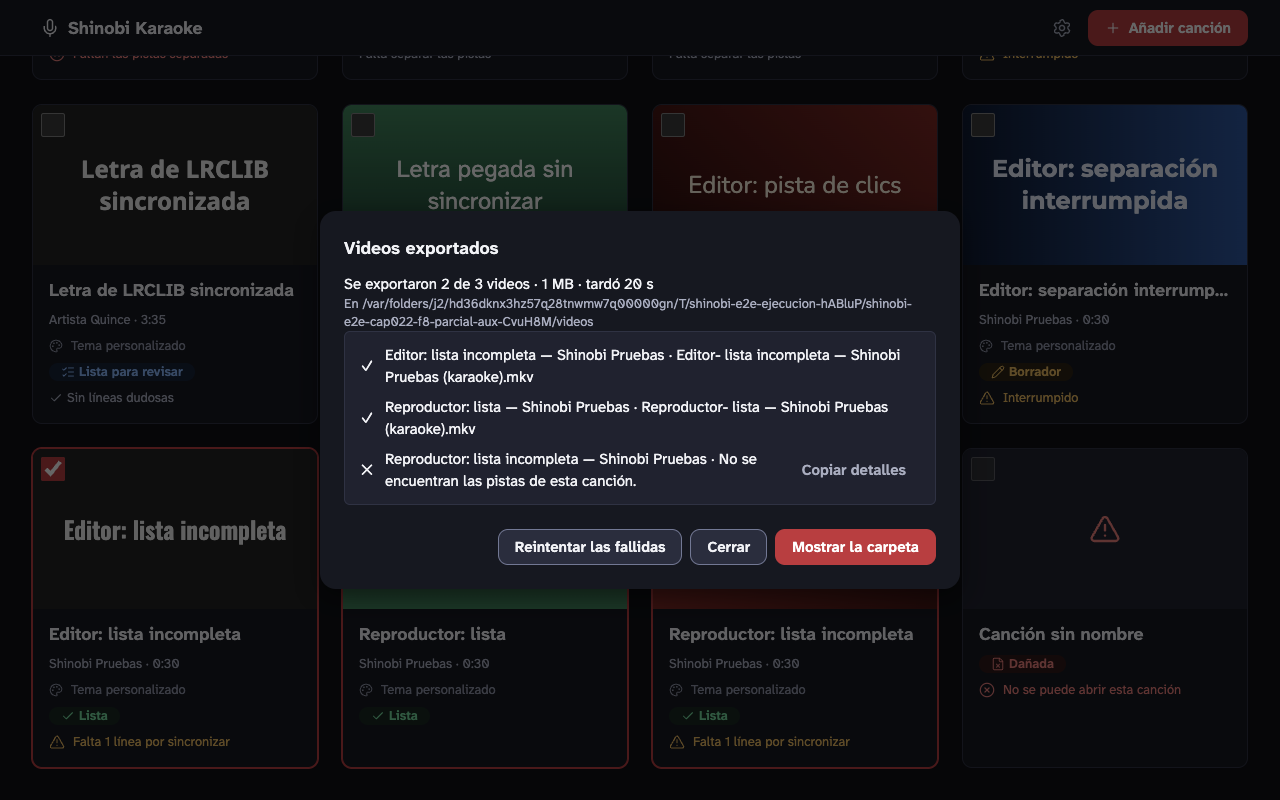 Shinobi Karaoke
Añadir canción
Faltan las pistas separadas
Falta separar las pistas
Falta separar las pistas
Interrumpido
Letra de LRCLIB
sincronizada
Letra pegada sin
sincronizar
Editor: pista de clics
Editor: separación
interrumpida
Letra de LRCLIB sincronizada
Artista Quince · 3:35
Tema personalizado
Lista para revisar
Sin líneas dudosas
Editor: separación interrump...
Shinobi Pruebas · 0:30
Tema personalizado
Borrador
Interrumpido
Videos exportados
Se exportaron 2 de 3 videos · 1 MB · tardó 20 s
En /var/folders/j2/hd36dknx3hz57q28tnwmw7q00000gn/T/shinobi-e2e-ejecucion-hABluP/shinobi-
e2e-cap022-f8-parcial-aux-CvuH8M/videos
Editor: lista incompleta — Shinobi Pruebas · Editor- lista incompleta — Shinobi
Pruebas (karaoke).mkv
Reproductor: lista — Shinobi Pruebas · Reproductor- lista — Shinobi Pruebas
(karaoke).mkv
Reproductor: lista incompleta — Shinobi Pruebas · No se
encuentran las pistas de esta canción.
Copiar detalles
Reintentar las fallidas
Cerrar
Mostrar la carpeta
Editor: lista incompleta
Editor: lista incompleta
Shinobi Pruebas · 0:30
Tema personalizado
Lista
Falta 1 línea por sincronizar
Reproductor: lista
Shinobi Pruebas · 0:30
Tema personalizado
Lista
Reproductor: lista incompleta
Shinobi Pruebas · 0:30
Tema personalizado
Lista
Falta 1 línea por sincronizar
Canción sin nombre
Dañada
No se puede abrir esta canción